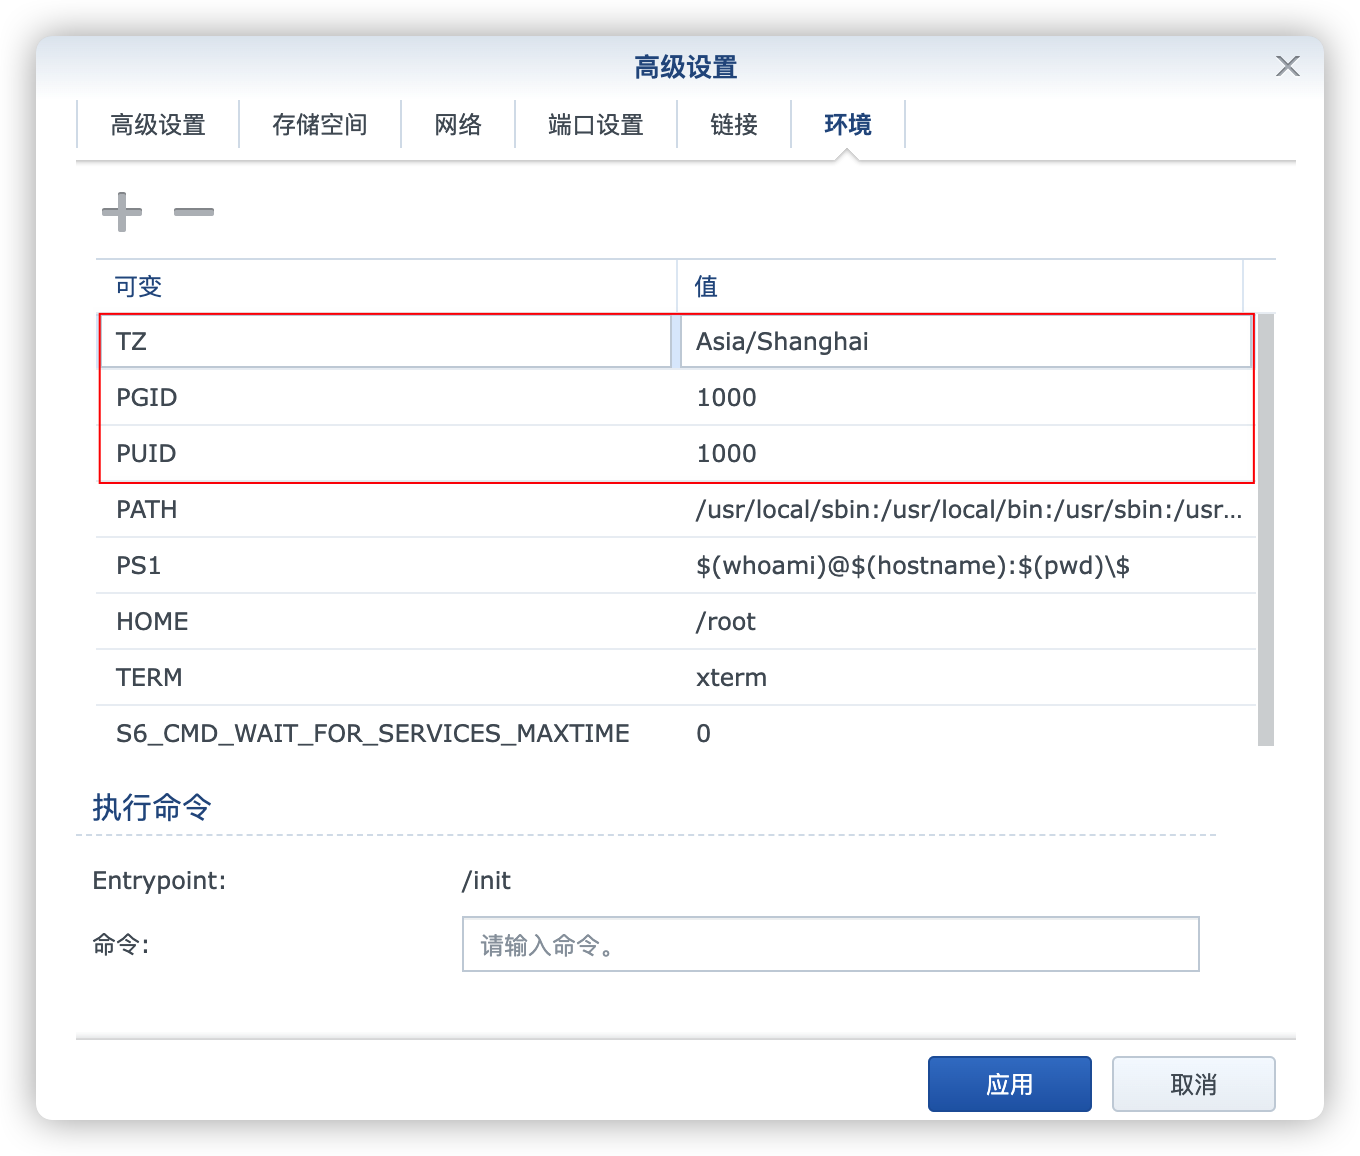 高级设置
高级设置 存储空间 网络 端口设置 链接 环境
可变 值
TZ Asia/Shanghai
PGID 1000
PUID 1000
PATH /usr/local/sbin:/usr/local/bin:/usr/sbin:/usr...
PS1 $(whoami)@$(hostname):$(pwd)\$
HOME /root
TERM xterm
S6_CMD_WAIT_FOR_SERVICES_MAXTIME 0
执行命令
Entrypoint: /init
命令: 请输入命令。
应用 取消